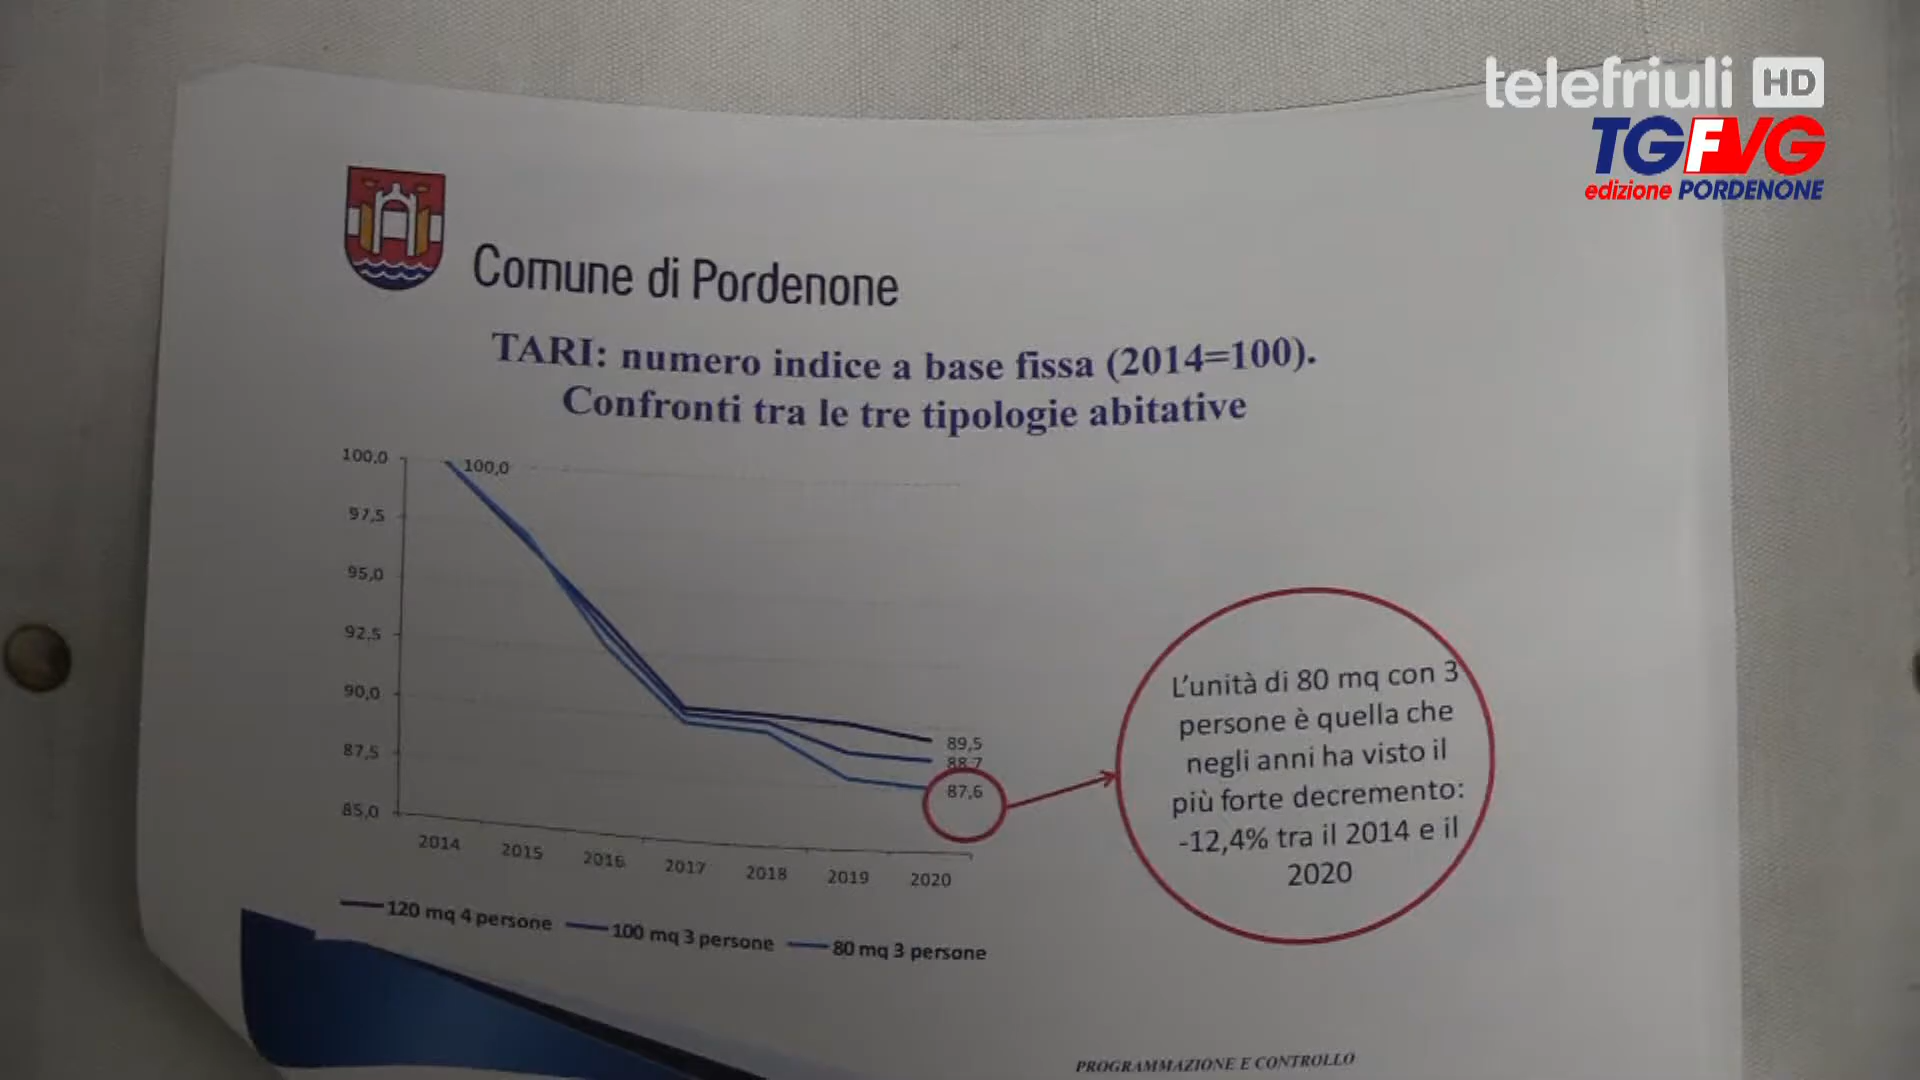 telefriuli HD
TGFVG
edizione PORDENONE
Comune di Pordenone
TARI: numero indice a base fissa (2014=100).
Confronti tra le tre tipologie abitative
100,0
97,5
95,0
92,5
90,0
87,5
85,0
100,0
89,5
88,7
87,6
2014 2015 2016 2017 2018 2019 2020
120 mq 4 persone 100 mq 3 persone 80 mq 3 persone
L'unità di 80 mq con 3
persone è quella che
negli anni ha visto il
più forte decremento:
-12,4% tra il 2014 e il
2020
PROGRAMMAZIONE E CONTROLLO